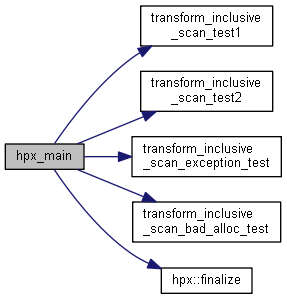 transform_inclusive
_scan_test1
transform_inclusive
_scan_test2
hpx_main
transform_inclusive
_scan_exception_test
transform_inclusive
_scan_bad_alloc_test
hpx::finalize